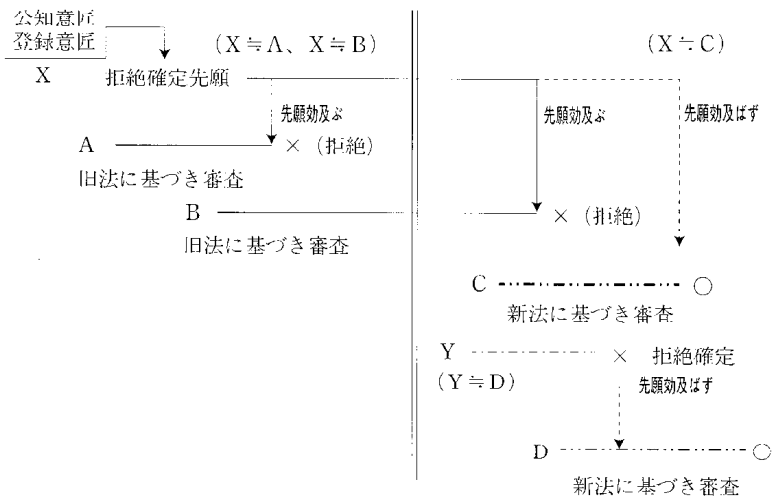 公知意匠
登録意匠
(X≒A、X≒B)
(X≒C)
X 拒絶確定先願
先願効及ぶ
先願効及ぶ
先願効及ばず
A × (拒絶)
旧法に基づき審査
B × (拒絶)
旧法に基づき審査
C ○
新法に基づき審査
Y × 拒絶確定
(Y≒D)
先願効及ばず
D ○
新法に基づき審査